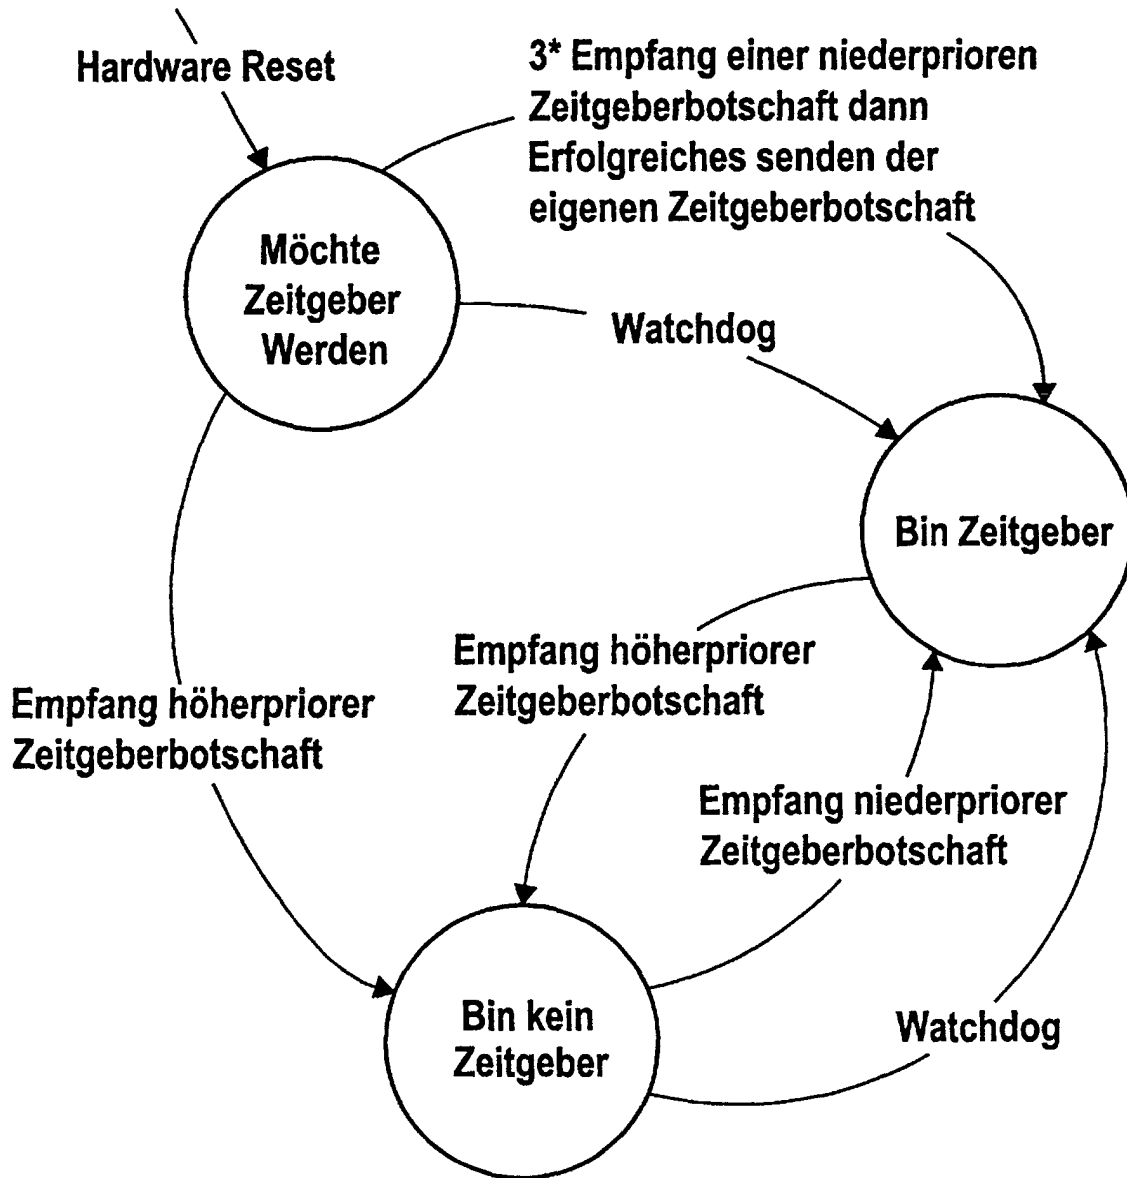 Hardware Reset
3* Empfang einer niederprioren
Zeitgeberbotschaft dann
Erfolgreiches senden der
eigenen Zeitgeberbotschaft
Möchte
Zeitgeber
Werden
Watchdog
Bin Zeitgeber
Empfang höherpriorer
Zeitgeberbotschaft
Empfang höherpriorer
Zeitgeberbotschaft
Empfang niederpriorer
Zeitgeberbotschaft
Bin kein
Zeitgeber
Watchdog